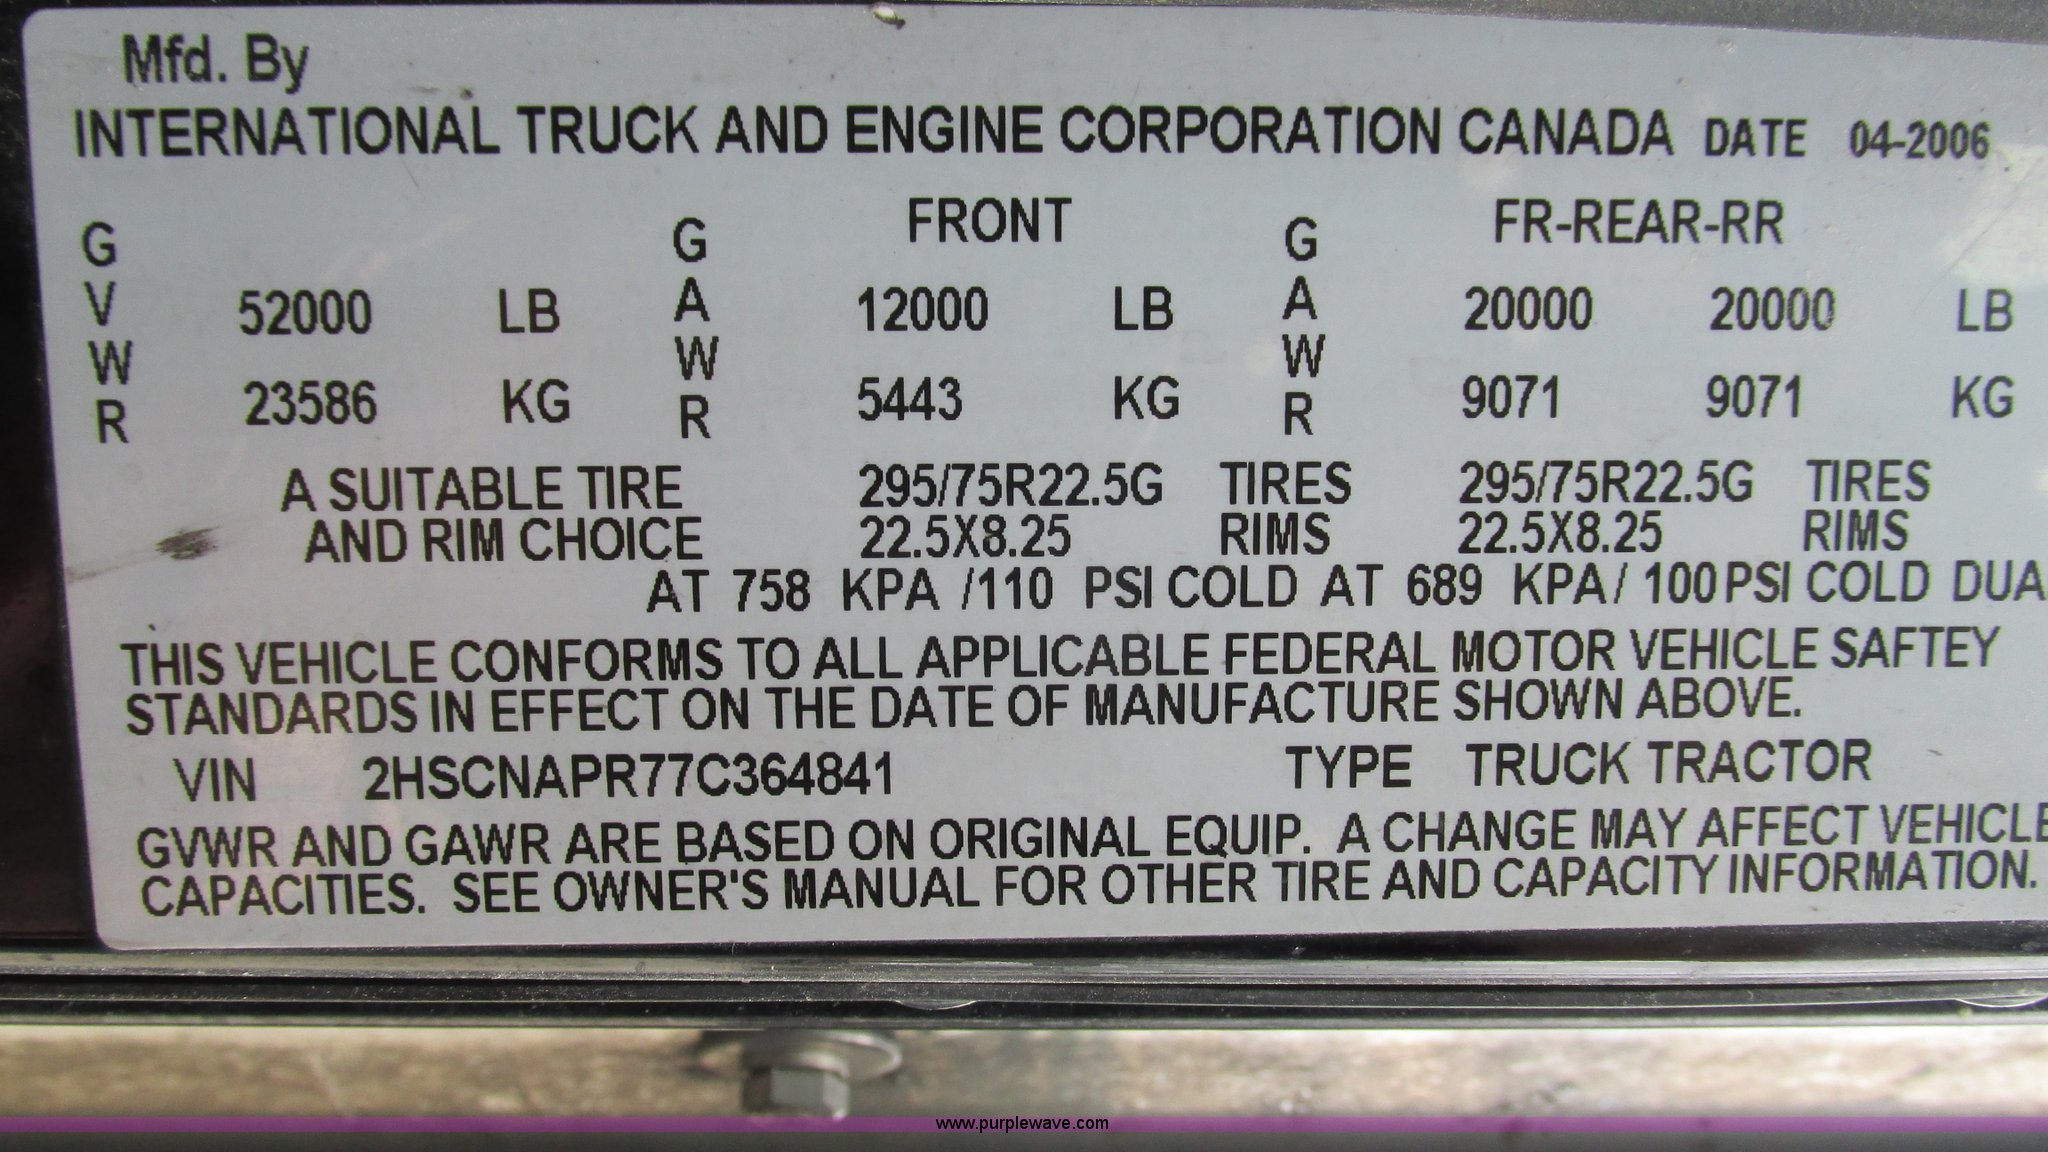 Mfd. By
INTERNATIONAL TRUCK AND ENGINE CORPORATION CANADA DATE 04-2006
GVWR 52000 LB 23586 KG
GAWR FRONT 12000 LB 5443 KG
GAWR FR-REAR-RR 20000 20000 LB 9071 9071 KG
A SUITABLE TIRE 295/75R22.5G TIRES 295/75R22.5G TIRES
AND RIM CHOICE 22.5X8.25 RIMS 22.5X8.25 RIMS
AT 758 KPA /110 PSI COLD AT 689 KPA/ 100 PSI COLD DUA
THIS VEHICLE CONFORMS TO ALL APPLICABLE FEDERAL MOTOR VEHICLE SAFTEY
STANDARDS IN EFFECT ON THE DATE OF MANUFACTURE SHOWN ABOVE.
VIN 2HSCNAPR77C364841 TYPE TRUCK TRACTOR
GVWR AND GAWR ARE BASED ON ORIGINAL EQUIP. A CHANGE MAY AFFECT VEHICLE
CAPACITIES. SEE OWNER'S MANUAL FOR OTHER TIRE AND CAPACITY INFORMATION.
www.purplewave.com